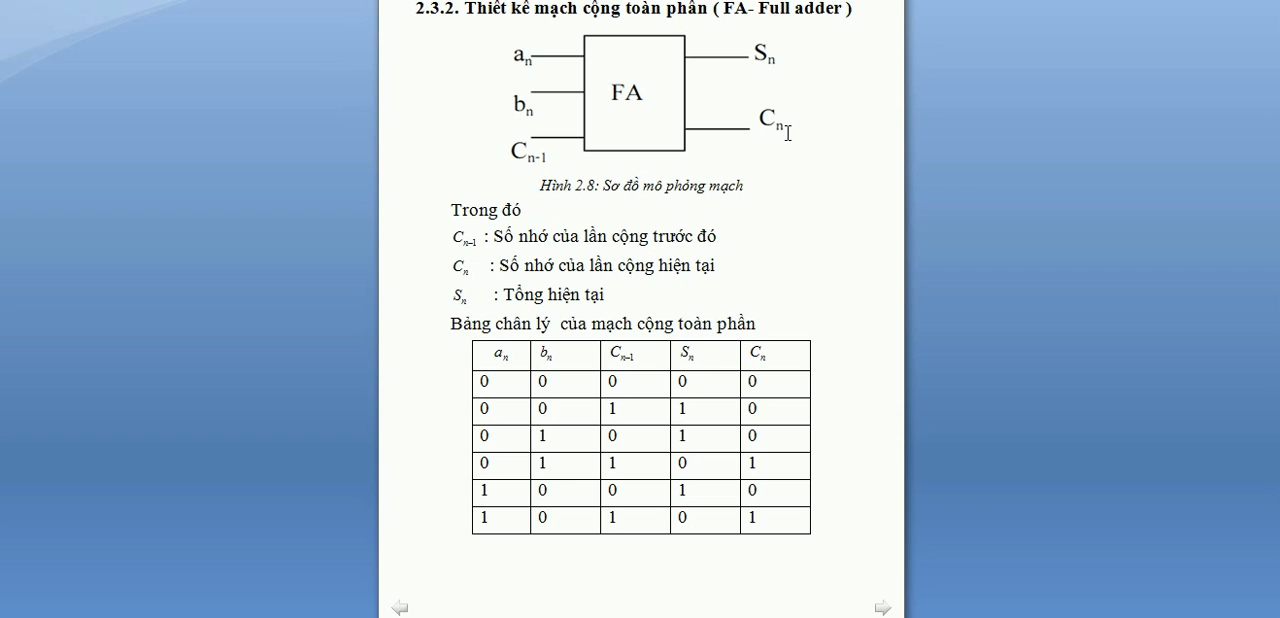 2.3.2. Thiết kế mạch cộng toàn phần ( FA- Full adder )
an Sn
FA
bn Cn
Cn-1
Hình 2.8: Sơ đồ mô phỏng mạch
Trong đó
Cn-1 : Số nhớ của lần cộng trước đó
Cn : Số nhớ của lần cộng hiện tại
Sn : Tổng hiện tại
Bảng chân lý của mạch cộng toàn phần
an bn Cn-1 Sn Cn
0 0 0 0 0
0 0 1 1 0
0 1 0 1 0
0 1 1 0 1
1 0 0 1 0
1 0 1 0 1